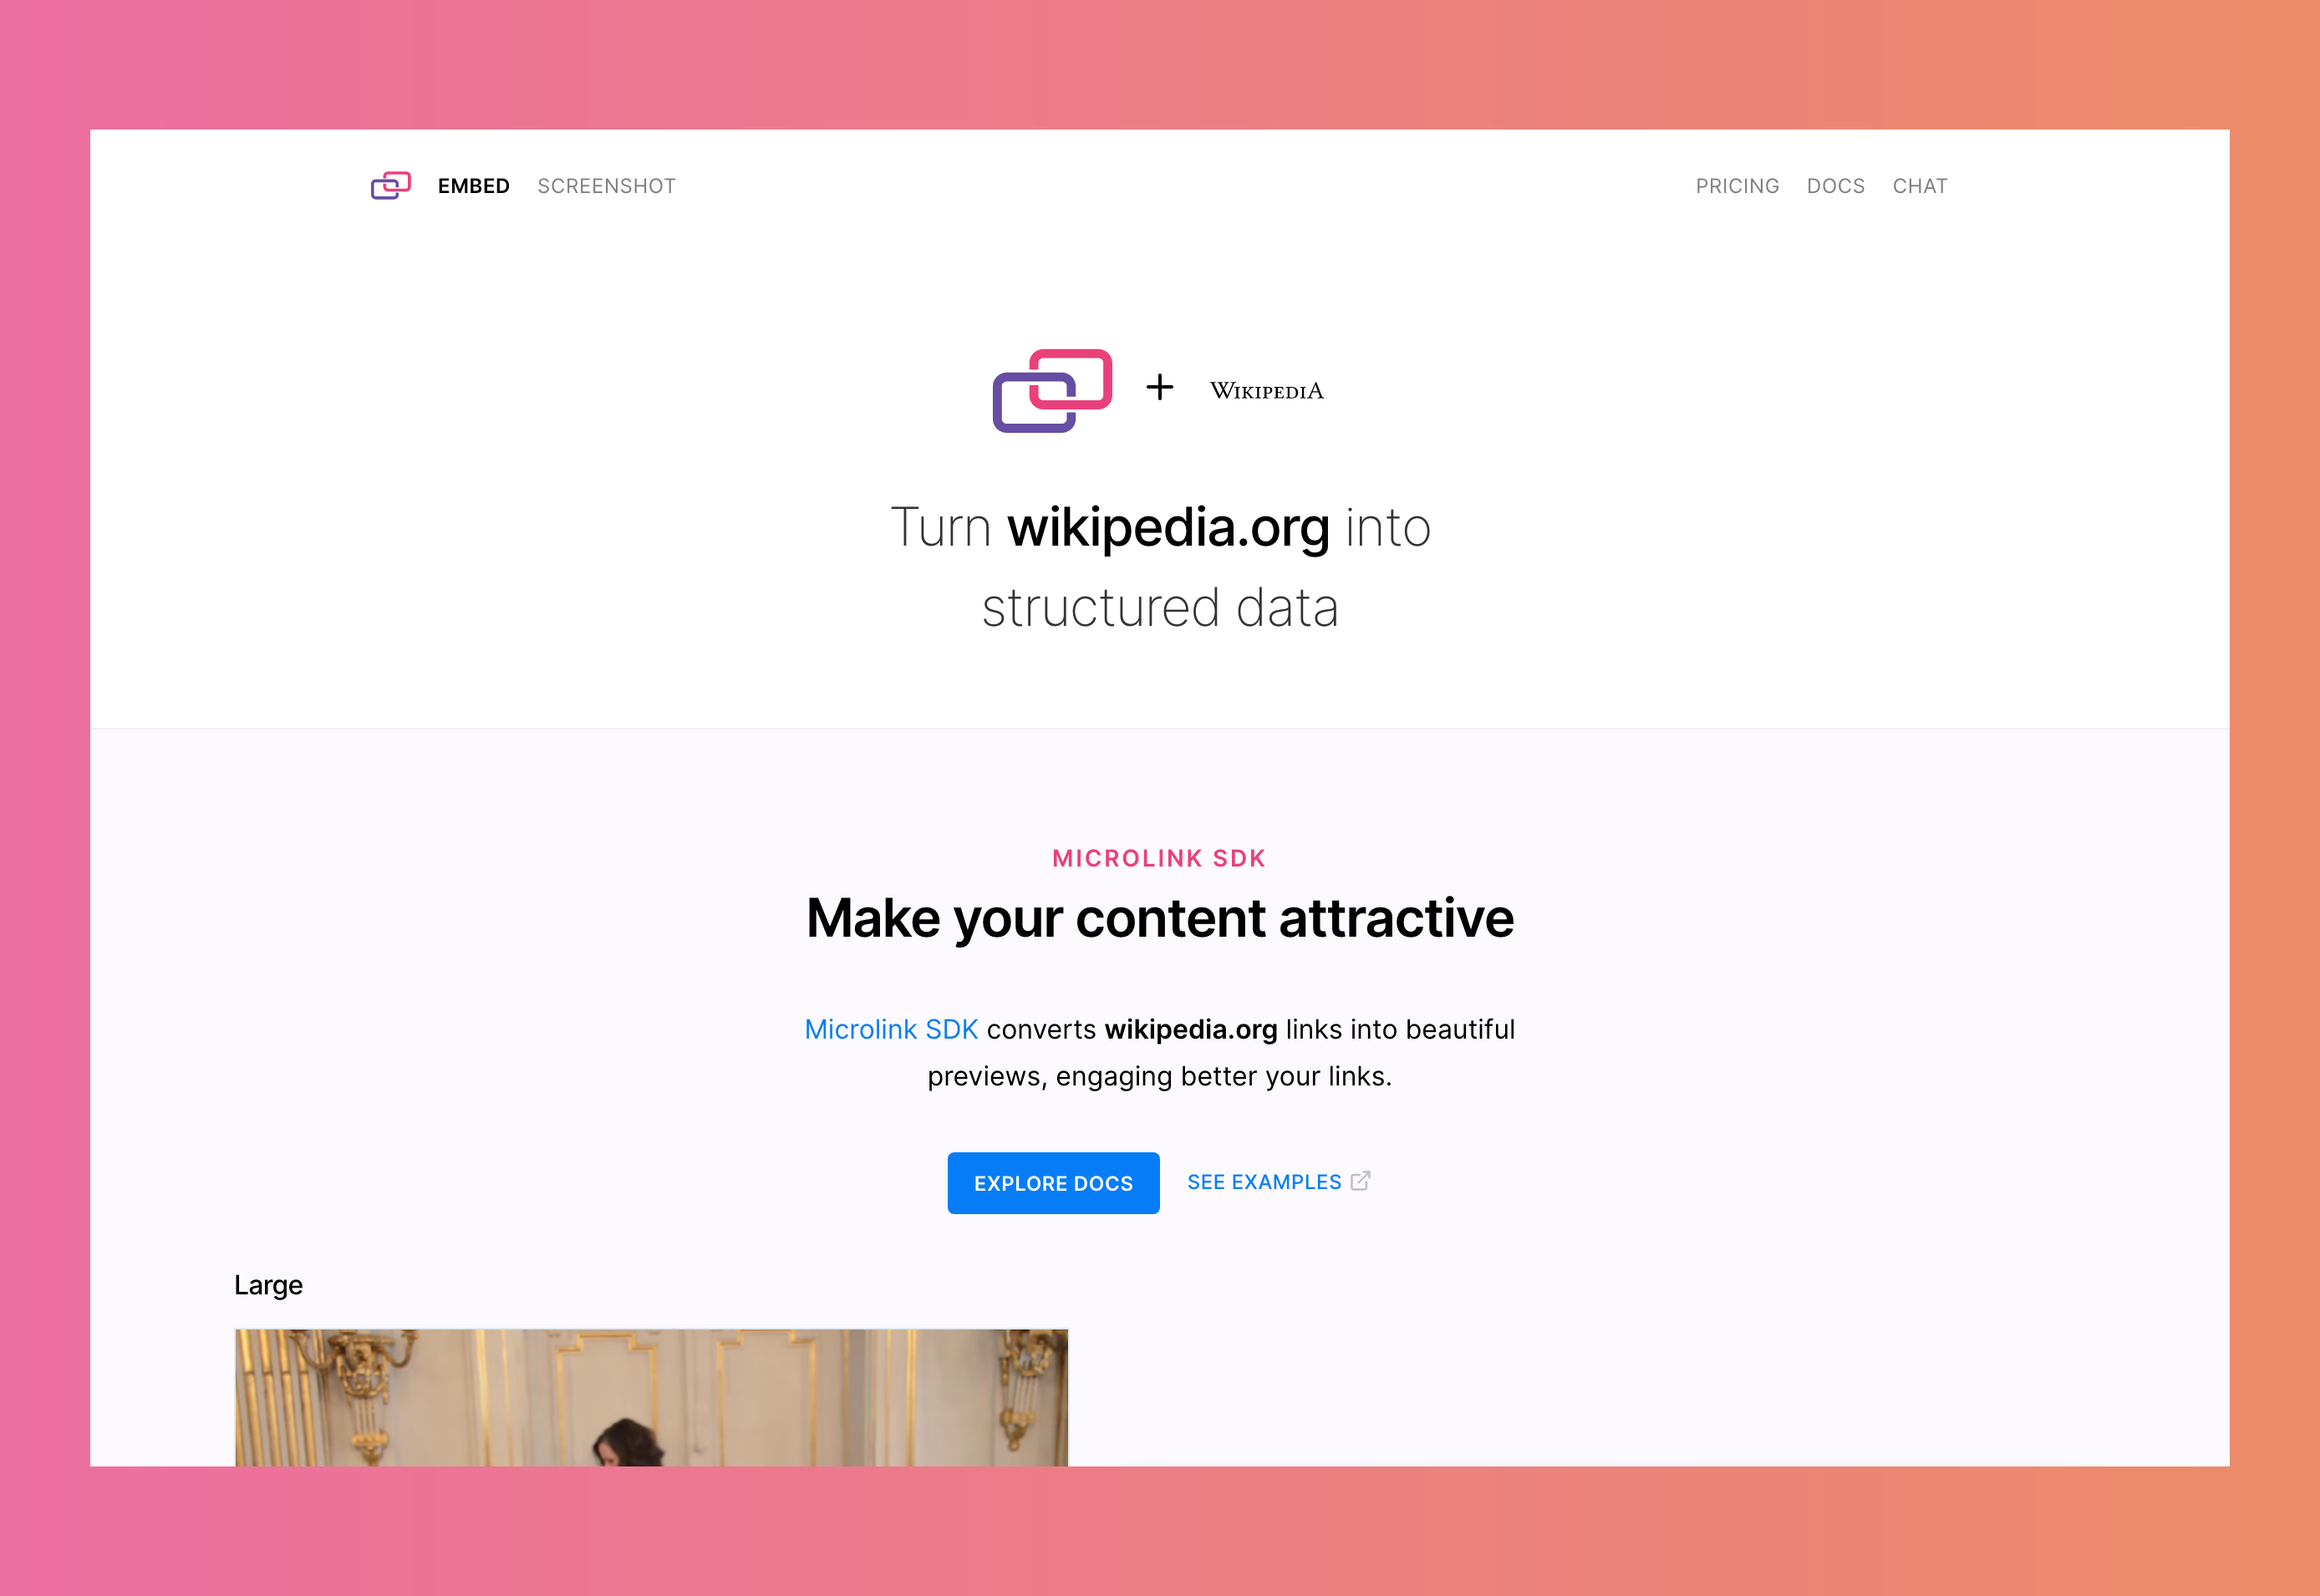 EMBED SCREENSHOT PRICING DOCS CHAT
+ WIKIPEDIA
Turn wikipedia.org into
structured data
MICROLINK SDK
Make your content attractive
Microlink SDK converts wikipedia.org links into beautiful
previews, engaging better your links.
EXPLORE DOCS SEE EXAMPLES
Large